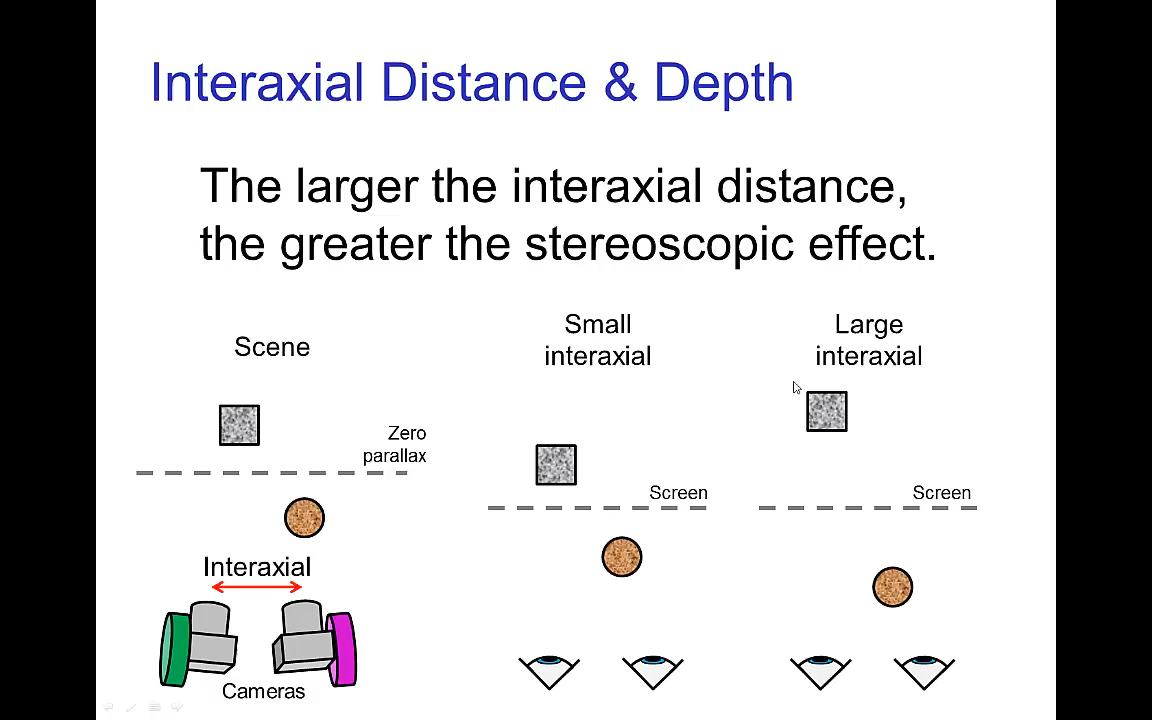 Interaxial Distance & Depth
The larger the interaxial distance,
the greater the stereoscopic effect.
Scene
Zero
parallax
Interaxial
Cameras
Small
interaxial
Screen
Large
interaxial
Screen